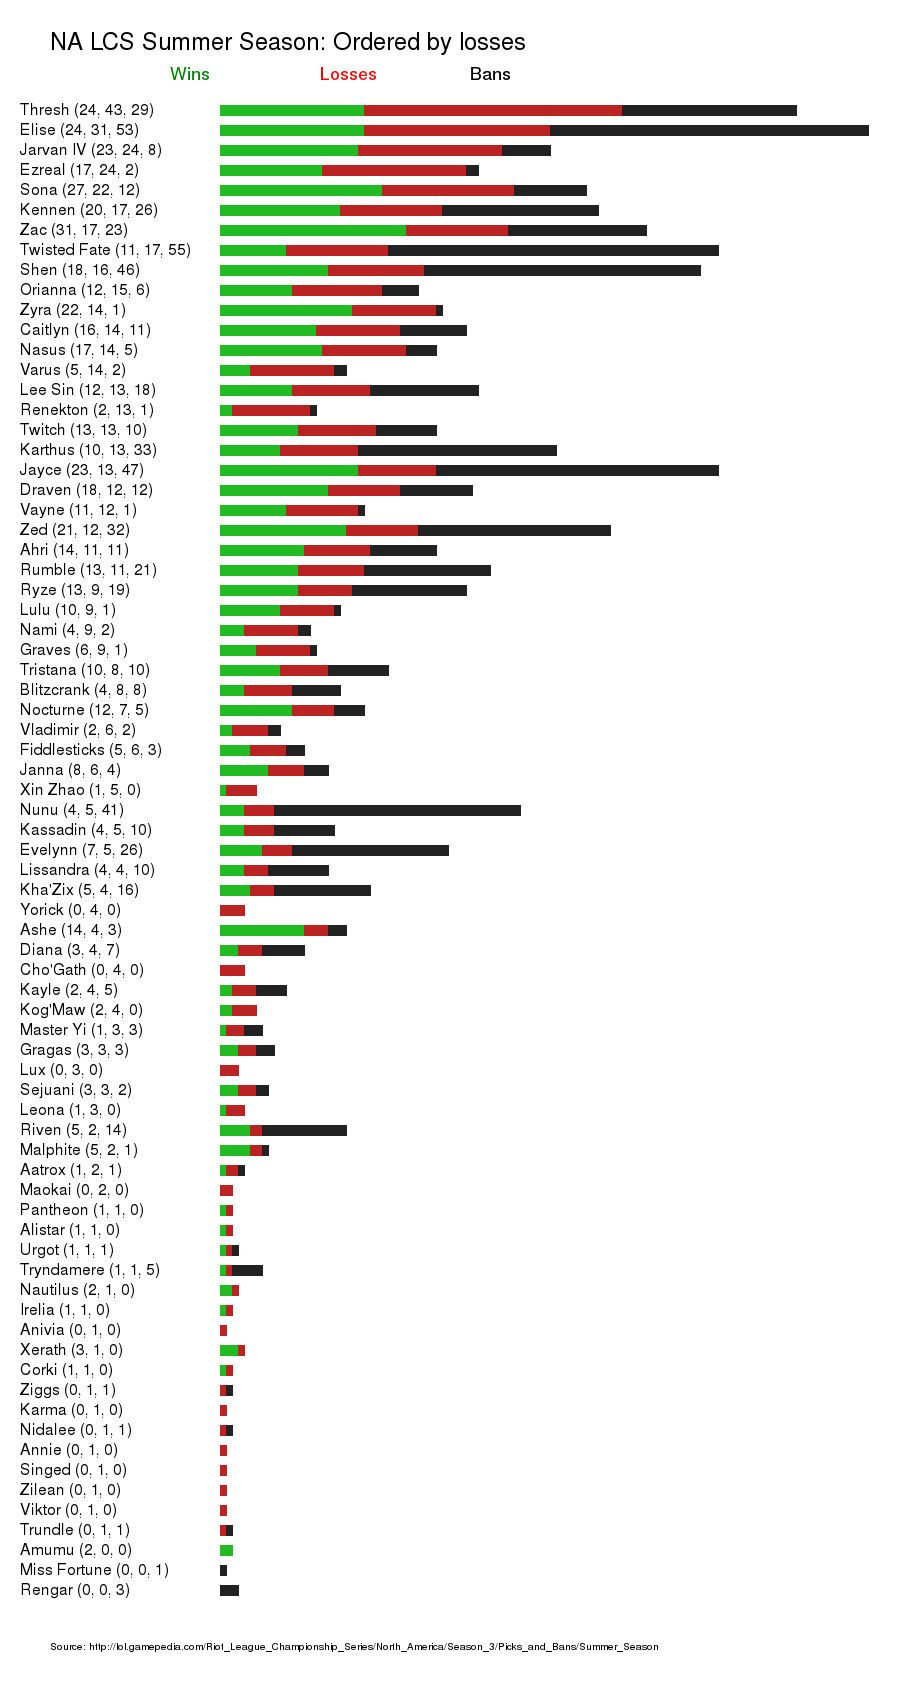 NA LCS Summer Season: Ordered by losses
Wins Losses Bans
Thresh (24, 43, 29)
Elise (24, 31, 53)
Jarvan IV (23, 24, 8)
Ezreal (17, 24, 2)
Sona (27, 22, 12)
Kennen (20, 17, 26)
Zac (31, 17, 23)
Twisted Fate (11, 17, 55)
Shen (18, 16, 46)
Orianna (12, 15, 6)
Zyra (22, 14, 1)
Caitlyn (16, 14, 11)
Nasus (17, 14, 5)
Varus (5, 14, 2)
Lee Sin (12, 13, 18)
Renekton (2, 13, 1)
Twitch (13, 13, 10)
Karthus (10, 13, 33)
Jayce (23, 13, 47)
Draven (18, 12, 12)
Vayne (11, 12, 1)
Zed (21, 12, 32)
Ahri (14, 11, 11)
Rumble (13, 11, 21)
Ryze (13, 9, 19)
Lulu (10, 9, 1)
Nami (4, 9, 2)
Graves (6, 9, 1)
Tristana (10, 8, 10)
Blitzcrank (4, 8, 8)
Nocturne (12, 7, 5)
Vladimir (2, 6, 2)
Fiddlesticks (5, 6, 3)
Janna (8, 6, 4)
Xin Zhao (1, 5, 0)
Nunu (4, 5, 41)
Kassadin (4, 5, 10)
Evelynn (7, 5, 26)
Lissandra (4, 4, 10)
Kha'Zix (5, 4, 16)
Yorick (0, 4, 0)
Ashe (14, 4, 3)
Diana (3, 4, 7)
Cho'Gath (0, 4, 0)
Kayle (2, 4, 5)
Kog'Maw (2, 4, 0)
Master Yi (1, 3, 3)
Gragas (3, 3, 3)
Lux (0, 3, 0)
Sejuani (3, 3, 2)
Leona (1, 3, 0)
Riven (5, 2, 14)
Malphite (5, 2, 1)
Aatrox (1, 2, 1)
Maokai (0, 2, 0)
Pantheon (1, 1, 0)
Alistar (1, 1, 0)
Urgot (1, 1, 1)
Tryndamere (1, 1, 5)
Nautilus (2, 1, 0)
Irelia (1, 1, 0)
Anivia (0, 1, 0)
Xerath (3, 1, 0)
Corki (1, 1, 0)
Ziggs (0, 1, 1)
Karma (0, 1, 0)
Nidalee (0, 1, 1)
Annie (0, 1, 0)
Singed (0, 1, 0)
Zilean (0, 1, 0)
Viktor (0, 1, 0)
Trundle (0, 1, 1)
Amumu (2, 0, 0)
Miss Fortune (0, 0, 1)
Rengar (0, 0, 3)
Source: http://lol.gamepedia.com/Riot_League_Championship_Series/North_America/Season_3/Picks_and_Bans/Summer_Season